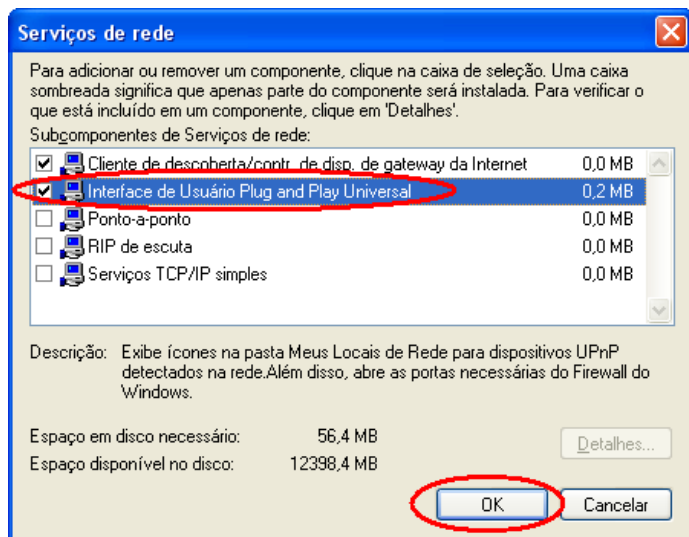 Serviços de rede
Para adicionar ou remover um componente, clique na caixa de seleção. Uma caixa
sombreada significa que apenas parte do componente será instalada. Para verificar o
que está incluído em um componente, clique em 'Detalhes'.
Subcomponentes de Serviços de rede:
Cliente de descoberta/contr. de disp. de gateway da Internet 0,0 MB
Interface de Usuário Plug and Play Universal 0,2 MB
Ponto-a-ponto 0,0 MB
RIP de escuta 0,0 MB
Serviços TCP/IP simples 0,0 MB
Descrição: Exibe ícones na pasta Meus Locais de Rede para dispositivos UPnP
detectados na rede.Além disso, abre as portas necessárias do Firewall do
Windows.
Espaço em disco necessário: 56,4 MB
Detalhes...
Espaço disponível no disco: 12398,4 MB
OK Cancelar